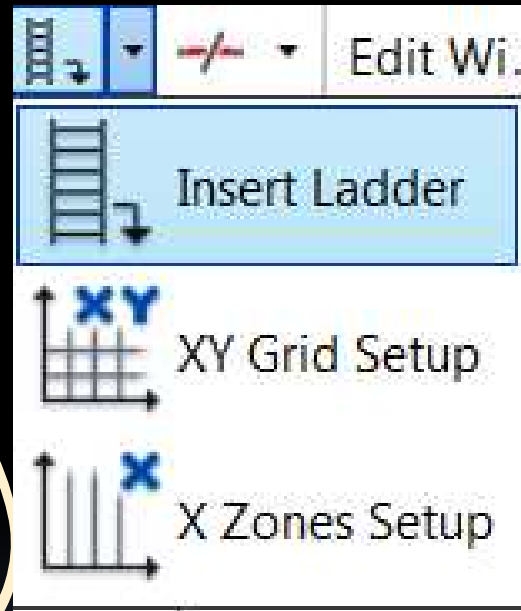 Edit Wi.
Insert Ladder
X Y
XY Grid Setup
X
X Zones Setup